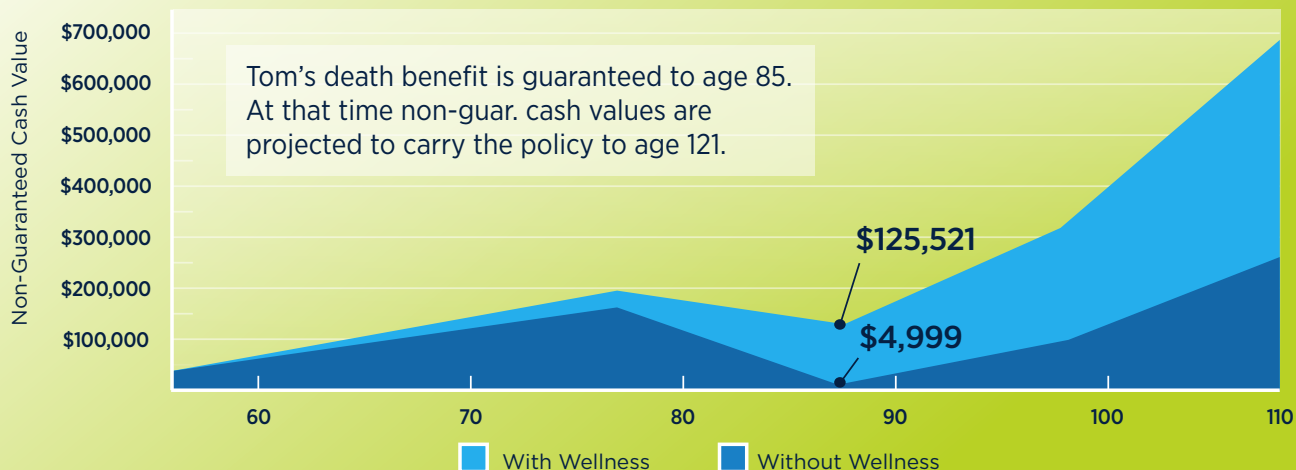 Non-Guaranteed Cash Value
$700,000
$600,000
$500,000
$400,000
$300,000
$200,000
$100,000
Tom’s death benefit is guaranteed to age 85.
At that time non-guar. cash values are
projected to carry the policy to age 121.
$125,521
$4,999
60 70 80 90 100 110
With Wellness Without Wellness